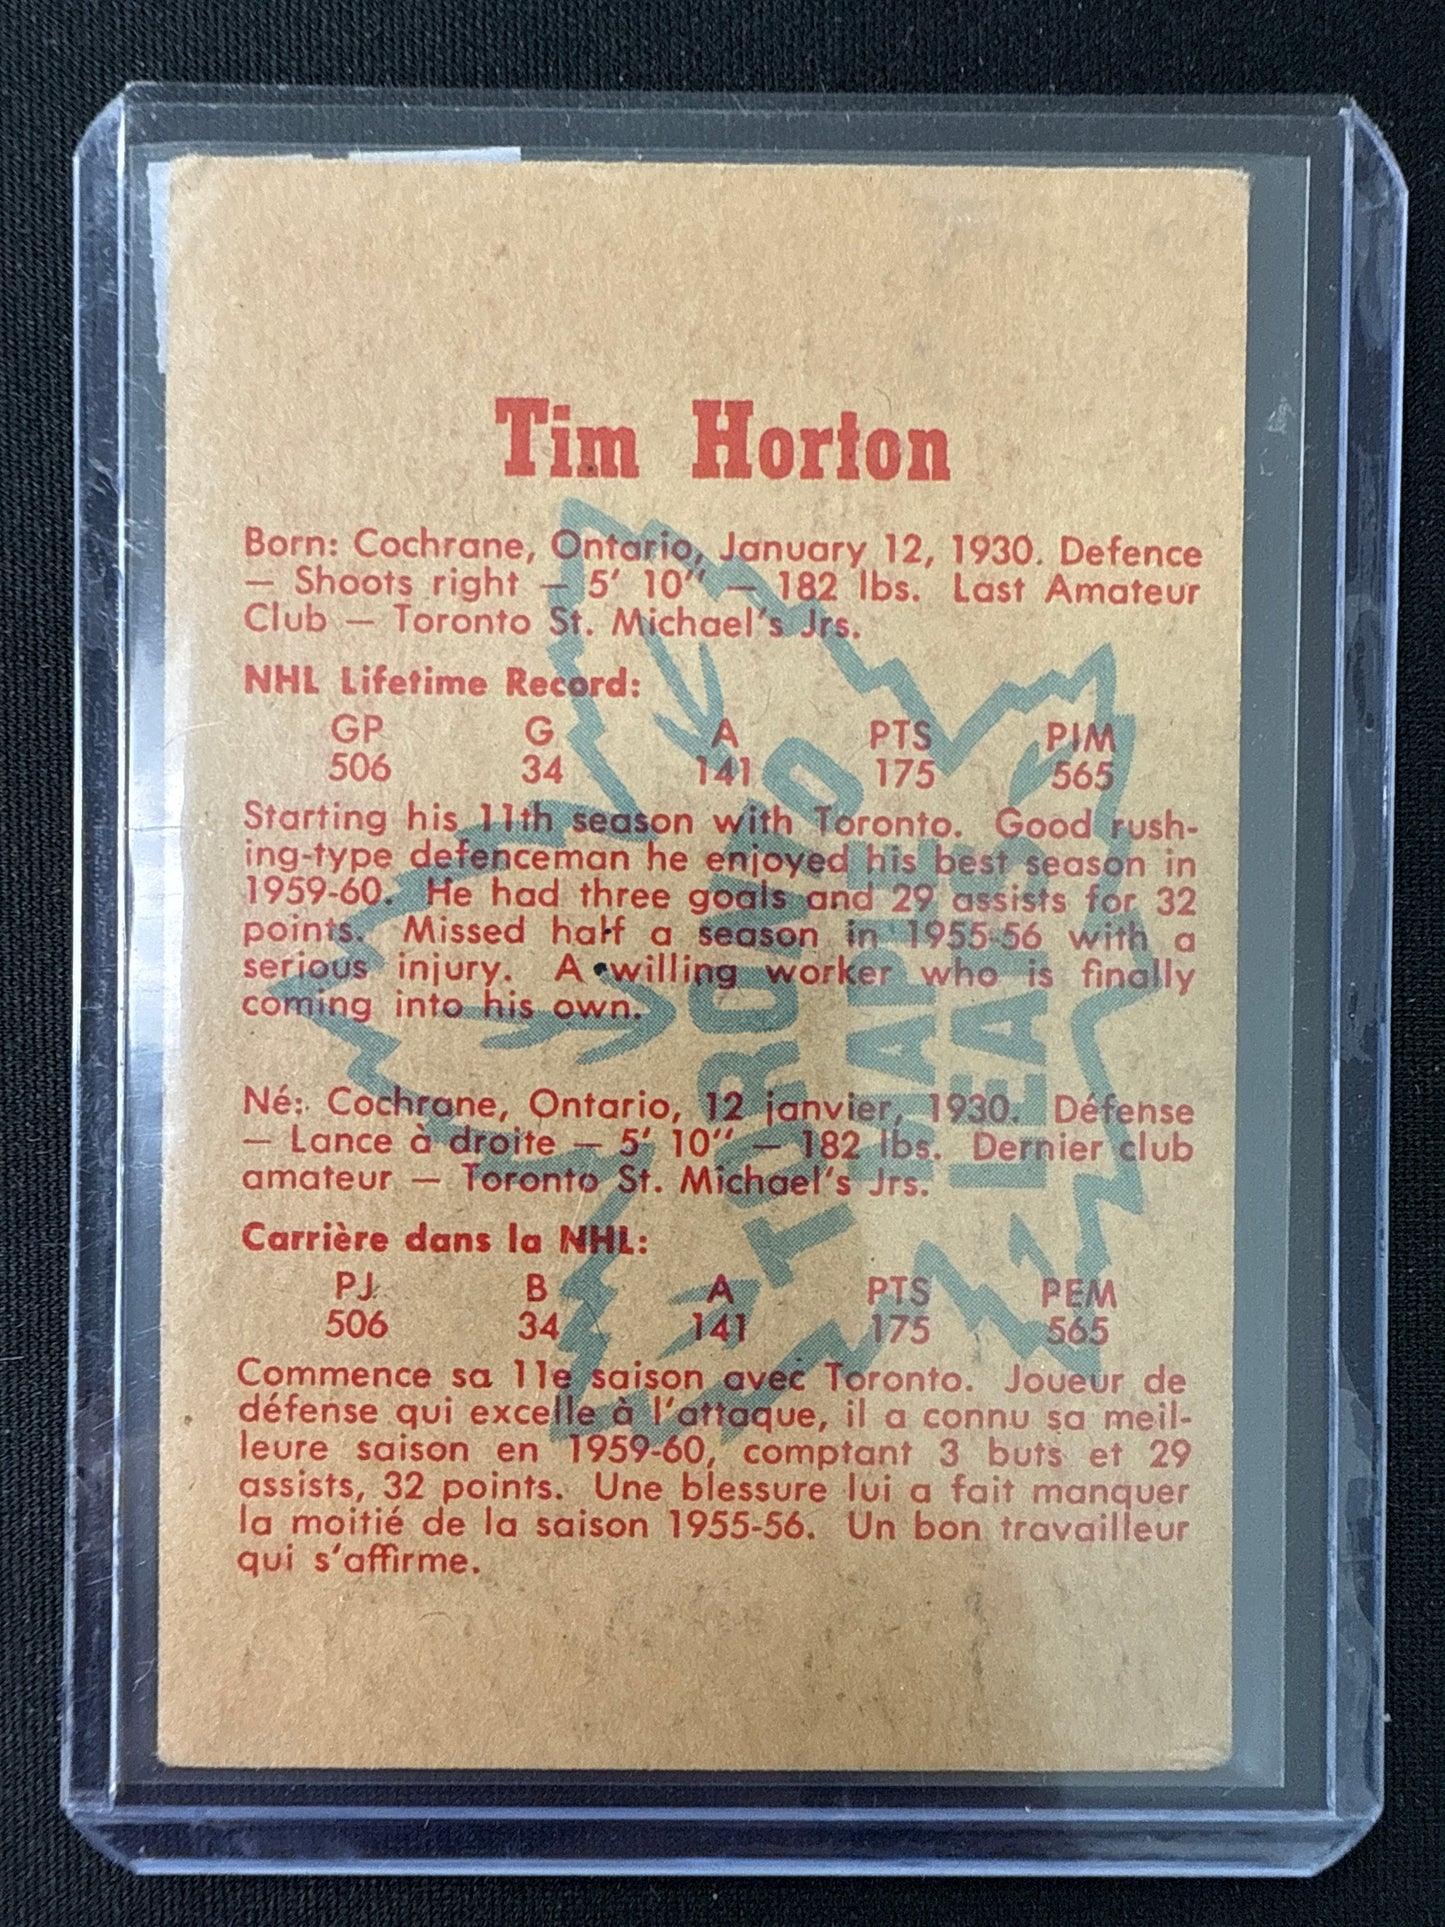 Tim Horton
Born: Cochrane, Ontario, January 12, 1930. Defence
— Shoots right — 5′ 10″ — 182 lbs. Last Amateur
Club — Toronto St. Michael's Jrs.
NHL Lifetime Record:
GP G A PTS PIM
506 34 141 175 565
Starting his 11th season with Toronto. Good rush-
ing-type defenceman he enjoyed his best season in
1959-60. He had three goals and 29 assists for 32
points. Missed half a season in 1955-56 with a
serious injury. A willing worker who is finally
coming into his own.
Né: Cochrane, Ontario, 12 janvier, 1930. Défense
— Lance à droite — 5′ 10″ — 182 lbs. Dernier club
amateur — Toronto St. Michael's Jrs.
Carrière dans la NHL:
PJ B A PTS PEM
506 34 141 175 565
Commence sa 11e saison avec Toronto. Joueur de
défense qui excelle à l'attaque, il a connu sa meil-
leure saison en 1959-60, comptant 3 buts et 29
assists, 32 points. Une blessure lui a fait manquer
la moitié de la saison 1955-56. Un bon travailleur
qui s'affirme.
TORONTO
MAPLE
LEAFS